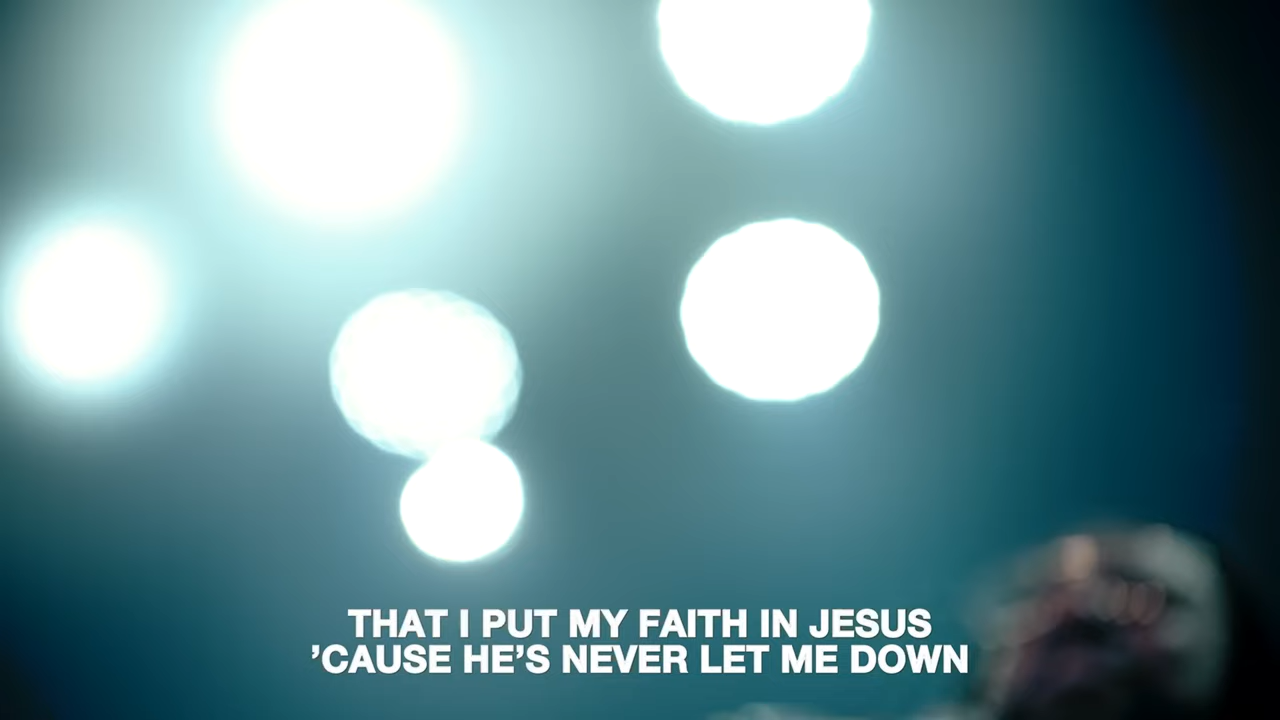 THAT I PUT MY FAITH IN JESUS
’CAUSE HE’S NEVER LET ME DOWN